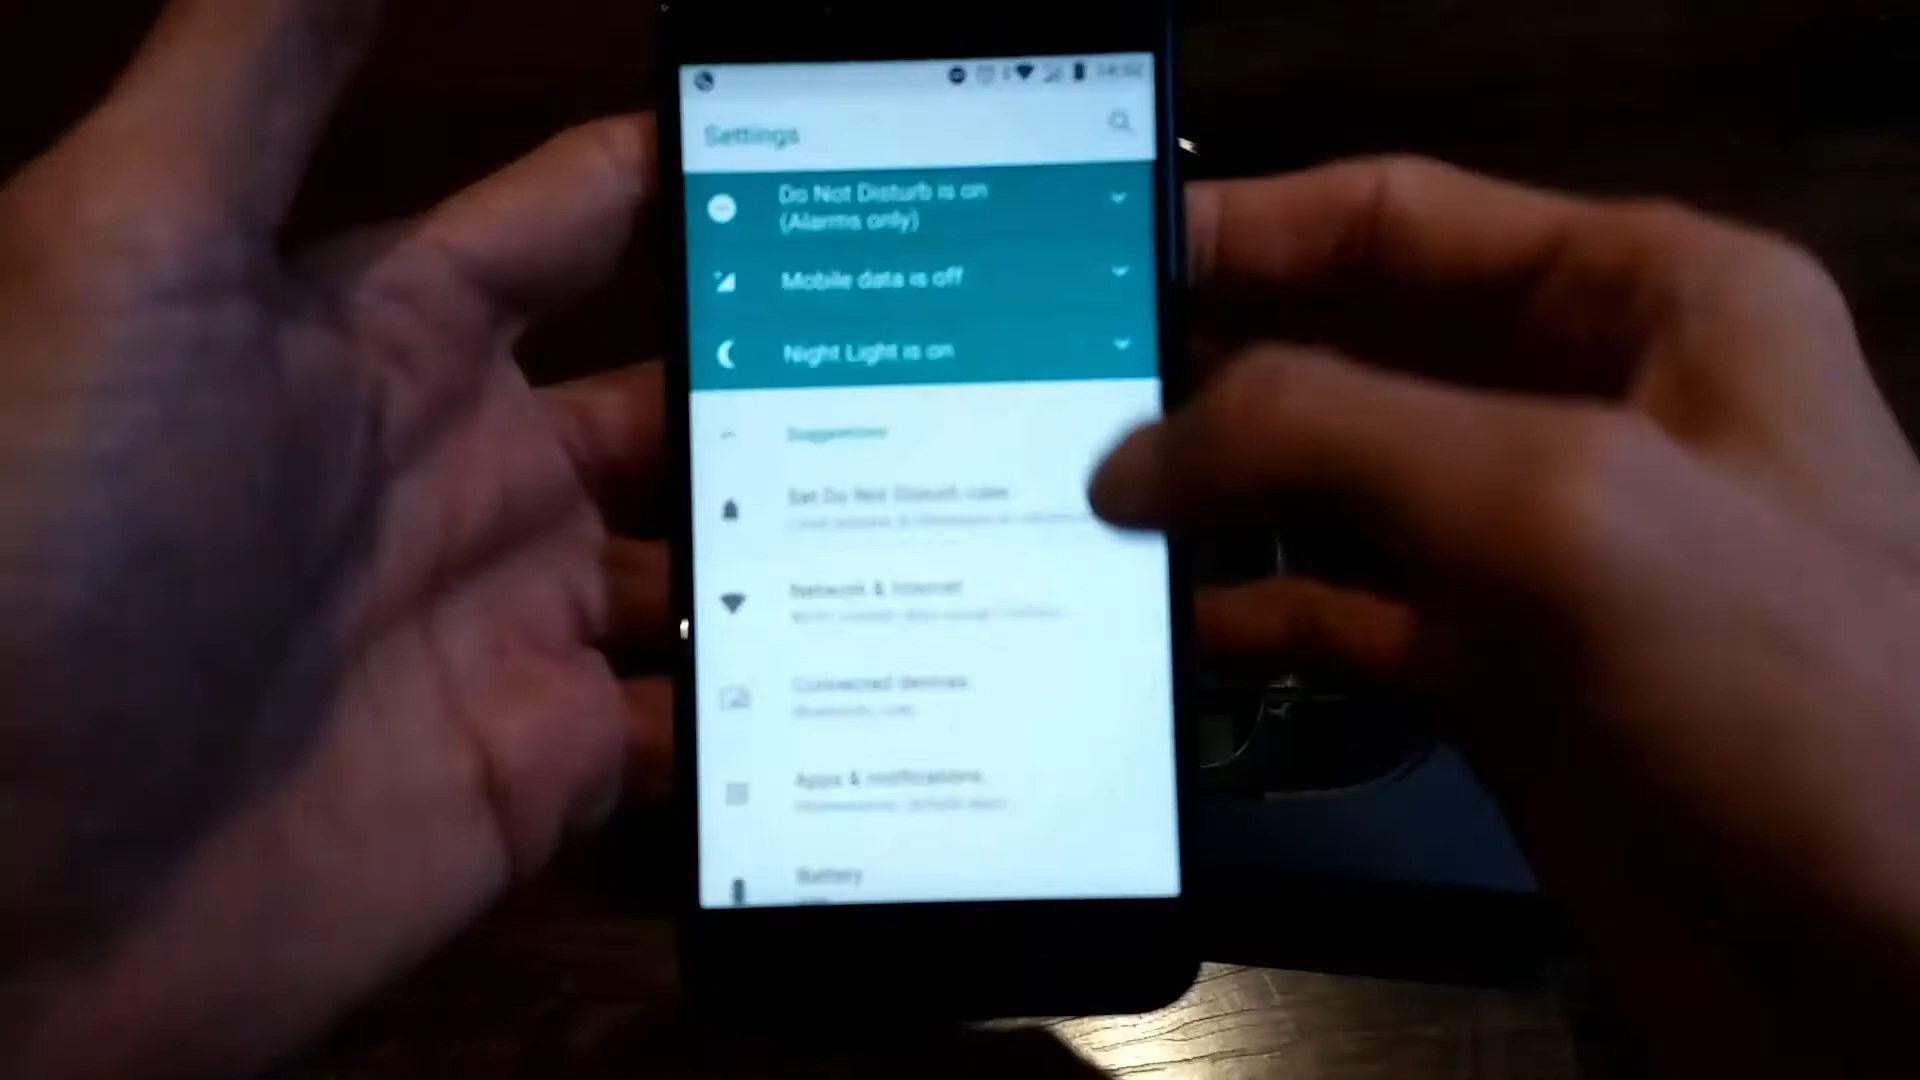 Settings
Do Not Disturb is on
(Alarms only)
Mobile data is off
Night Light is on
Suggestions
Set Do Not Disturb rules
Network & Internet
Connected devices
Apps & notifications
Battery